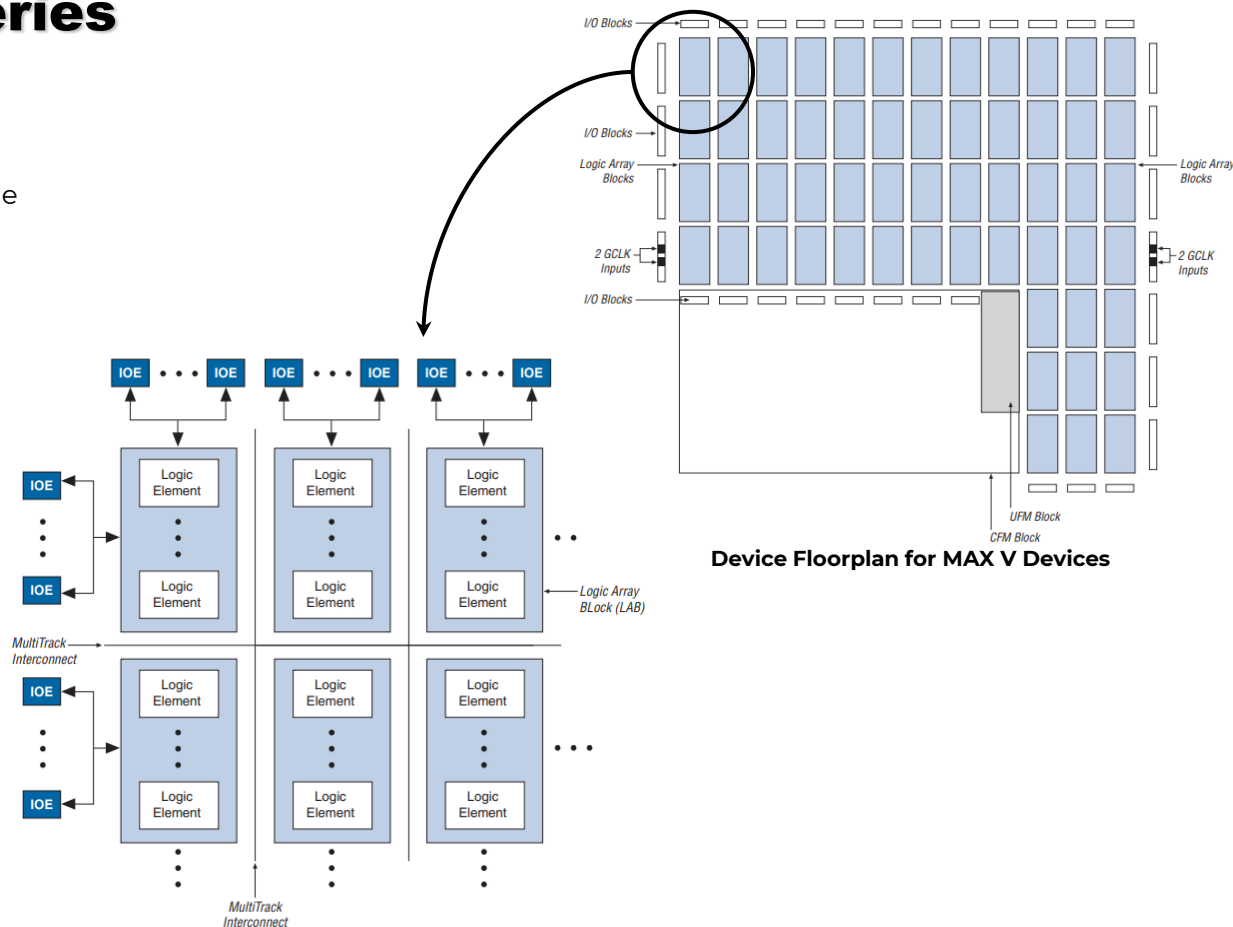 eries
e
I/O Blocks
I/O Blocks
Logic Array
Blocks
Logic Array
Blocks
2 GCLK
Inputs
2 GCLK
Inputs
I/O Blocks
UFM Block
CFM Block
Device Floorplan for MAX V Devices
IOE IOE IOE IOE IOE IOE
Logic
Element
Logic
Element
Logic
Element
IOE
IOE
Logic
Element
Logic
Element
Logic
Element
Logic Array
BLock (LAB)
MultiTrack
Interconnect
IOE
Logic
Element
Logic
Element
Logic
Element
IOE
Logic
Element
Logic
Element
Logic
Element
MultiTrack
Interconnect